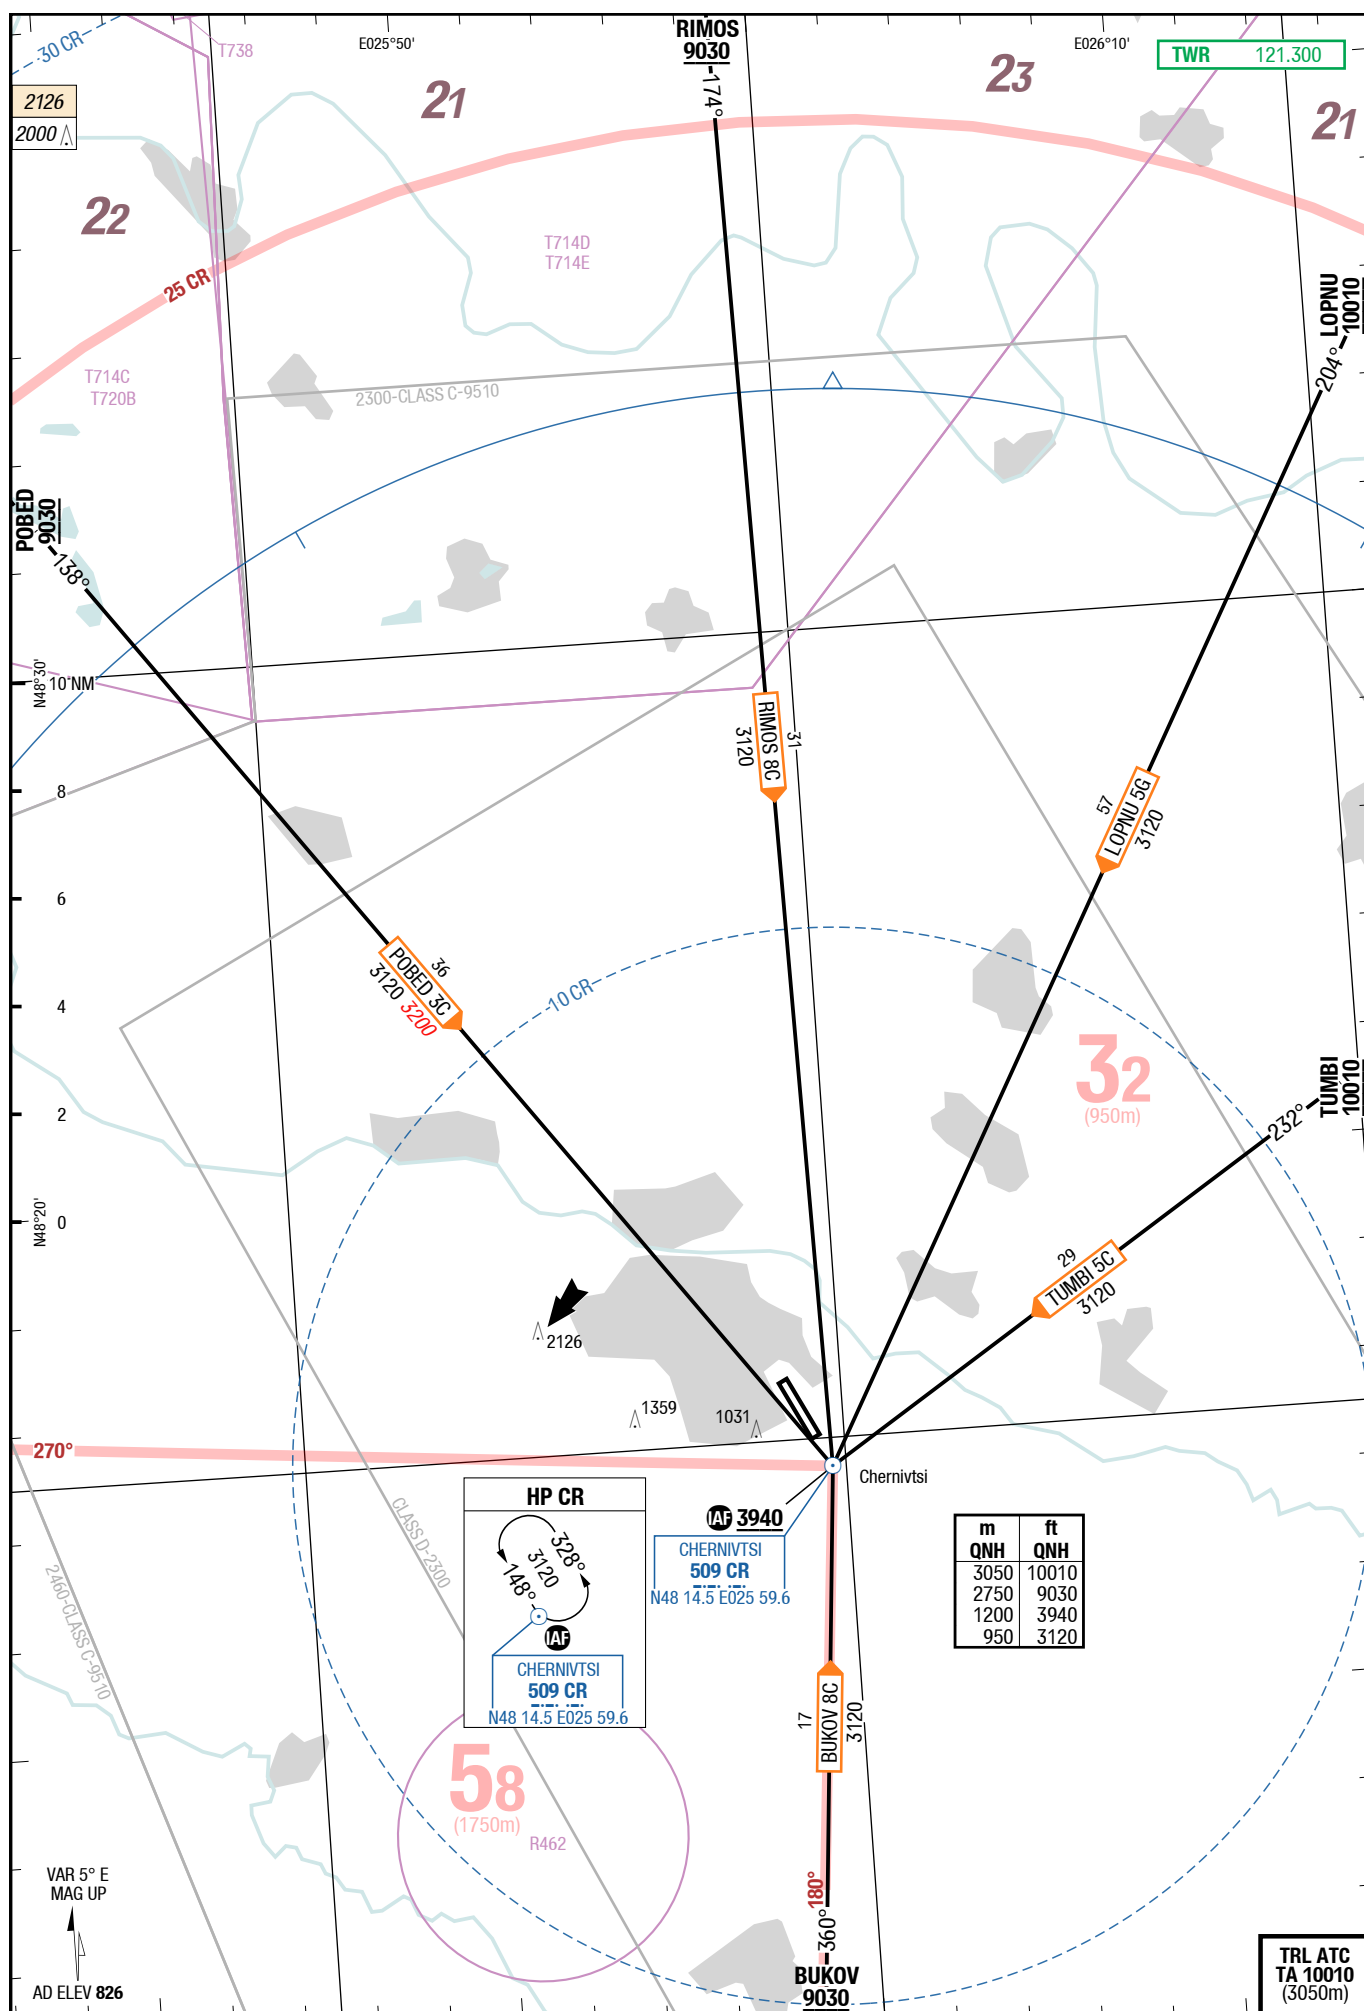 30 CR
T738
E025°50'
RIMOS
9030
174°
E026°10'
TWR 121.300
2126
2000
21
23
21
22
T714D
T714E
25 CR
LOPNU
10010
204°
T714C
T720B
2300-CLASS C-9510
POBED
9030
138°
N48°30'
10 NM
8
6
4
2
0
N48°20'
RIMOS 8C
31
3120
57
LOPNU 5G
3120
36
POBED 3C
3120 3200
10 CR
32
(950m)
TUMBI
10010
232°
29
TUMBI 5C
3120
2126
1359
1031
270°
Chernivtsi
HP CR
328°
3120
148°
IAF
CHERNIVTSI
509 CR
N48 14.5 E025 59.6
IAF 3940
CHERNIVTSI
509 CR
N48 14.5 E025 59.6
m ft
QNH QNH
3050 10010
2750 9030
1200 3940
950 3120
CLASS D-2300
2460-CLASS C-9510
17
BUKOV 8C
3120
58
(1750m)
R462
180°
360°
BUKOV
9030
VAR 5° E
MAG UP
AD ELEV 826
TRL ATC
TA 10010
(3050m)